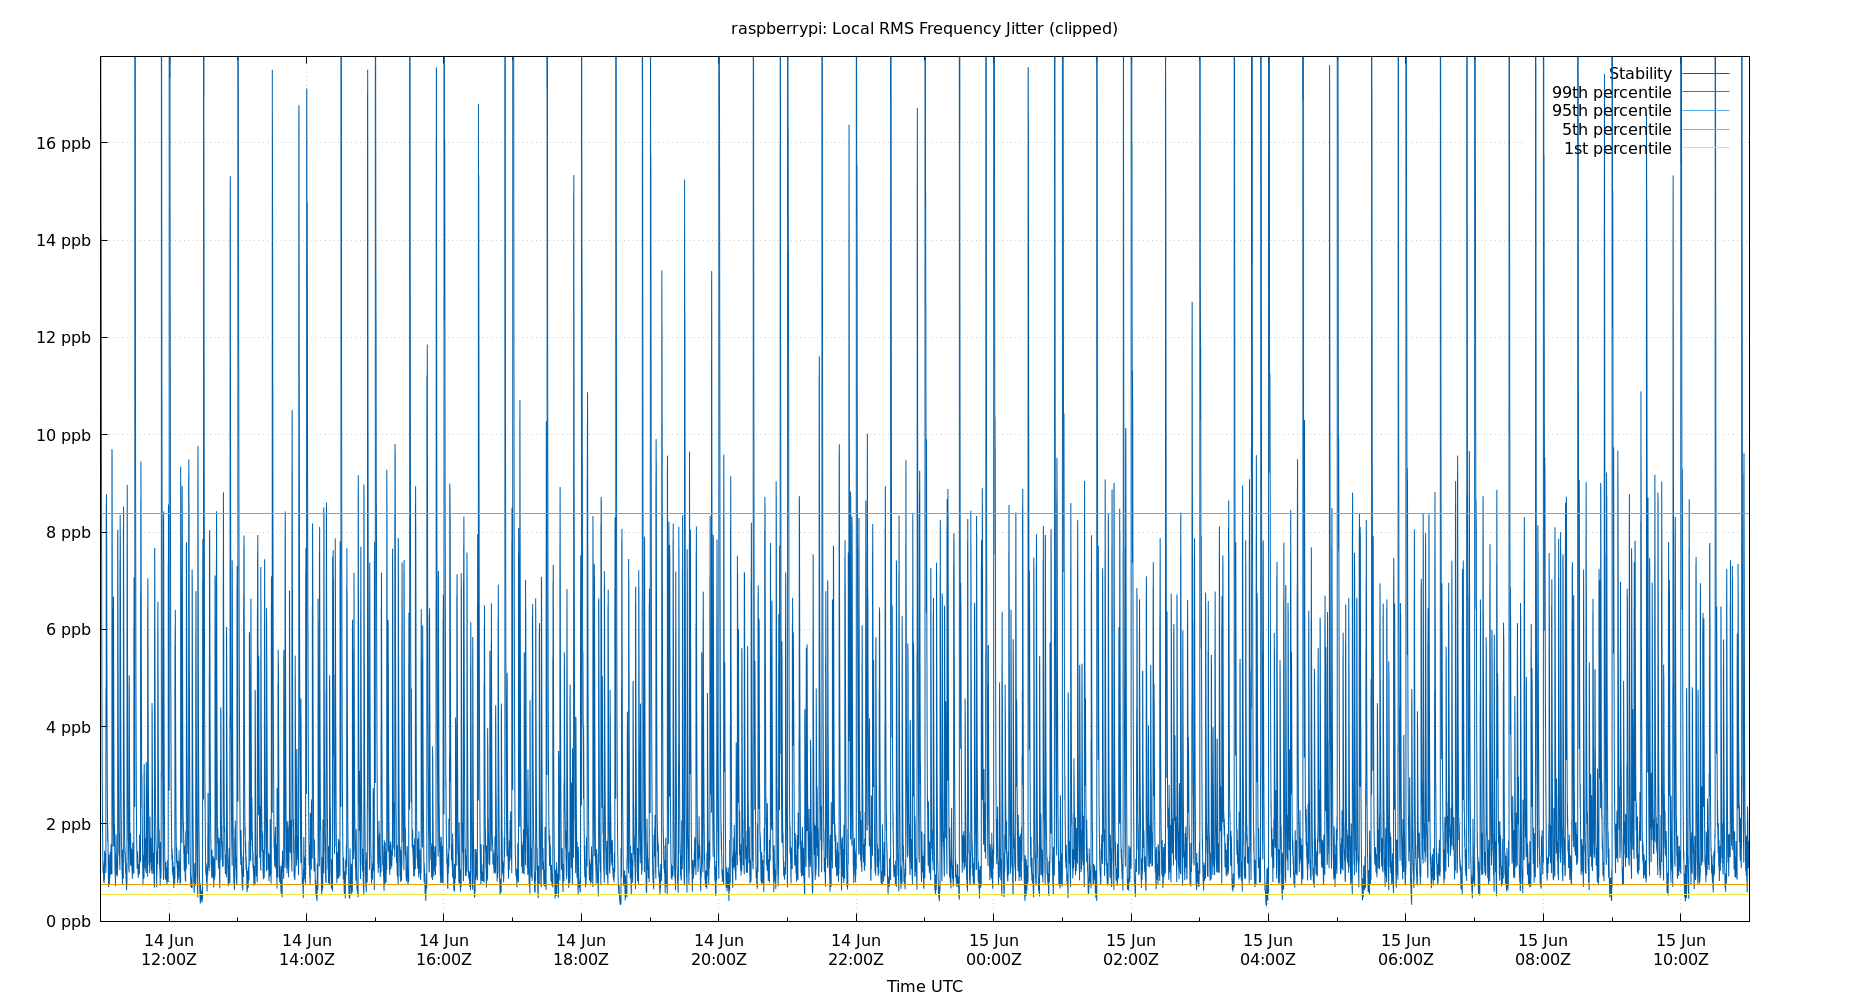 raspberrypi: Local RMS Frequency Jitter (clipped)
Stability
99th percentile
95th percentile
5th percentile
1st percentile
16 ppb
14 ppb
12 ppb
10 ppb
8 ppb
6 ppb
4 ppb
2 ppb
0 ppb
14 Jun 14 Jun 14 Jun 14 Jun 14 Jun 14 Jun 15 Jun 15 Jun 15 Jun 15 Jun 15 Jun 15 Jun
12:00Z 14:00Z 16:00Z 18:00Z 20:00Z 22:00Z 00:00Z 02:00Z 04:00Z 06:00Z 08:00Z 10:00Z
Time UTC